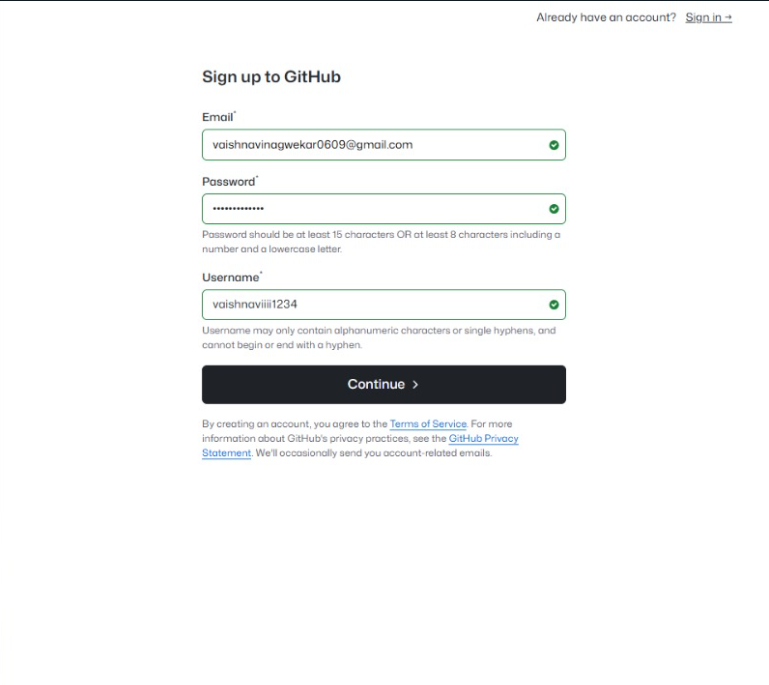 Already have an account? Sign in →
Sign up to GitHub
Email*
vaishnavinagwekar0609@gmail.com
Password*
•••••••••••••
Password should be at least 15 characters OR at least 8 characters including a
number and a lowercase letter.
Username*
vaishnaviiii1234
Username may only contain alphanumeric characters or single hyphens, and
cannot begin or end with a hyphen.
Continue >
By creating an account, you agree to the Terms of Service. For more
information about GitHub's privacy practices, see the GitHub Privacy
Statement. We'll occasionally send you account-related emails.